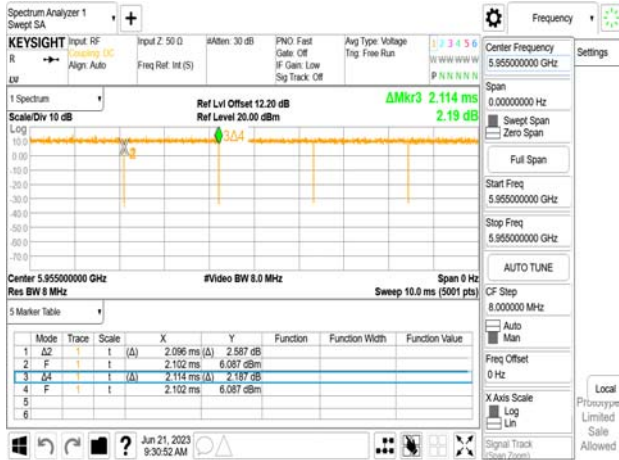 Spectrum Analyzer 1
Swept SA
+
Frequency
Settings
KEYSIGHT
R
Input: RF
Coupling: DC
Align: Auto
Input Z: 50 Ω
Freq Ref: Int (S)
#Atten: 30 dB
PNO: Fast
Gate: Off
IF Gain: Low
Sig Track: Off
Avg Type: Voltage
Trig: Free Run
1 2 3 4 5 6
W W W W W W
P N N N N N
1 Spectrum
Scale/Div 10 dB
Ref Lvl Offset 12.20 dB
Ref Level 20.00 dBm
ΔMkr3 2.114 ms
2.19 dB
Log
10.0
0.00
-10.0
-20.0
-30.0
-40.0
-50.0
-60.0
-70.0
3Δ4
Center 5.955000000 GHz
Res BW 8 MHz
#Video BW 8.0 MHz
Span 0 Hz
Sweep 10.0 ms (5001 pts)
5 Marker Table
Mode Trace Scale X Y Function Function Width Function Value
1 Δ2 1 t (Δ) 2.096 ms (Δ) 2.587 dB
2 F 1 t 2.102 ms 6.087 dBm
3 Δ4 1 t (Δ) 2.114 ms (Δ) 2.187 dB
4 F 1 t 2.102 ms 6.087 dBm
5
6
Jun 21, 2023
9:30:52 AM
Center Frequency
5.955000000 GHz
Span
0.00000000 Hz
Swept Span
Zero Span
Full Span
Start Freq
5.955000000 GHz
Stop Freq
5.955000000 GHz
AUTO TUNE
CF Step
8.000000 MHz
Auto
Man
Freq Offset
0 Hz
X Axis Scale
Log
Lin
Signal Track
(Span Zoom)
Local
Prototype
Limited
Sale
Allowed